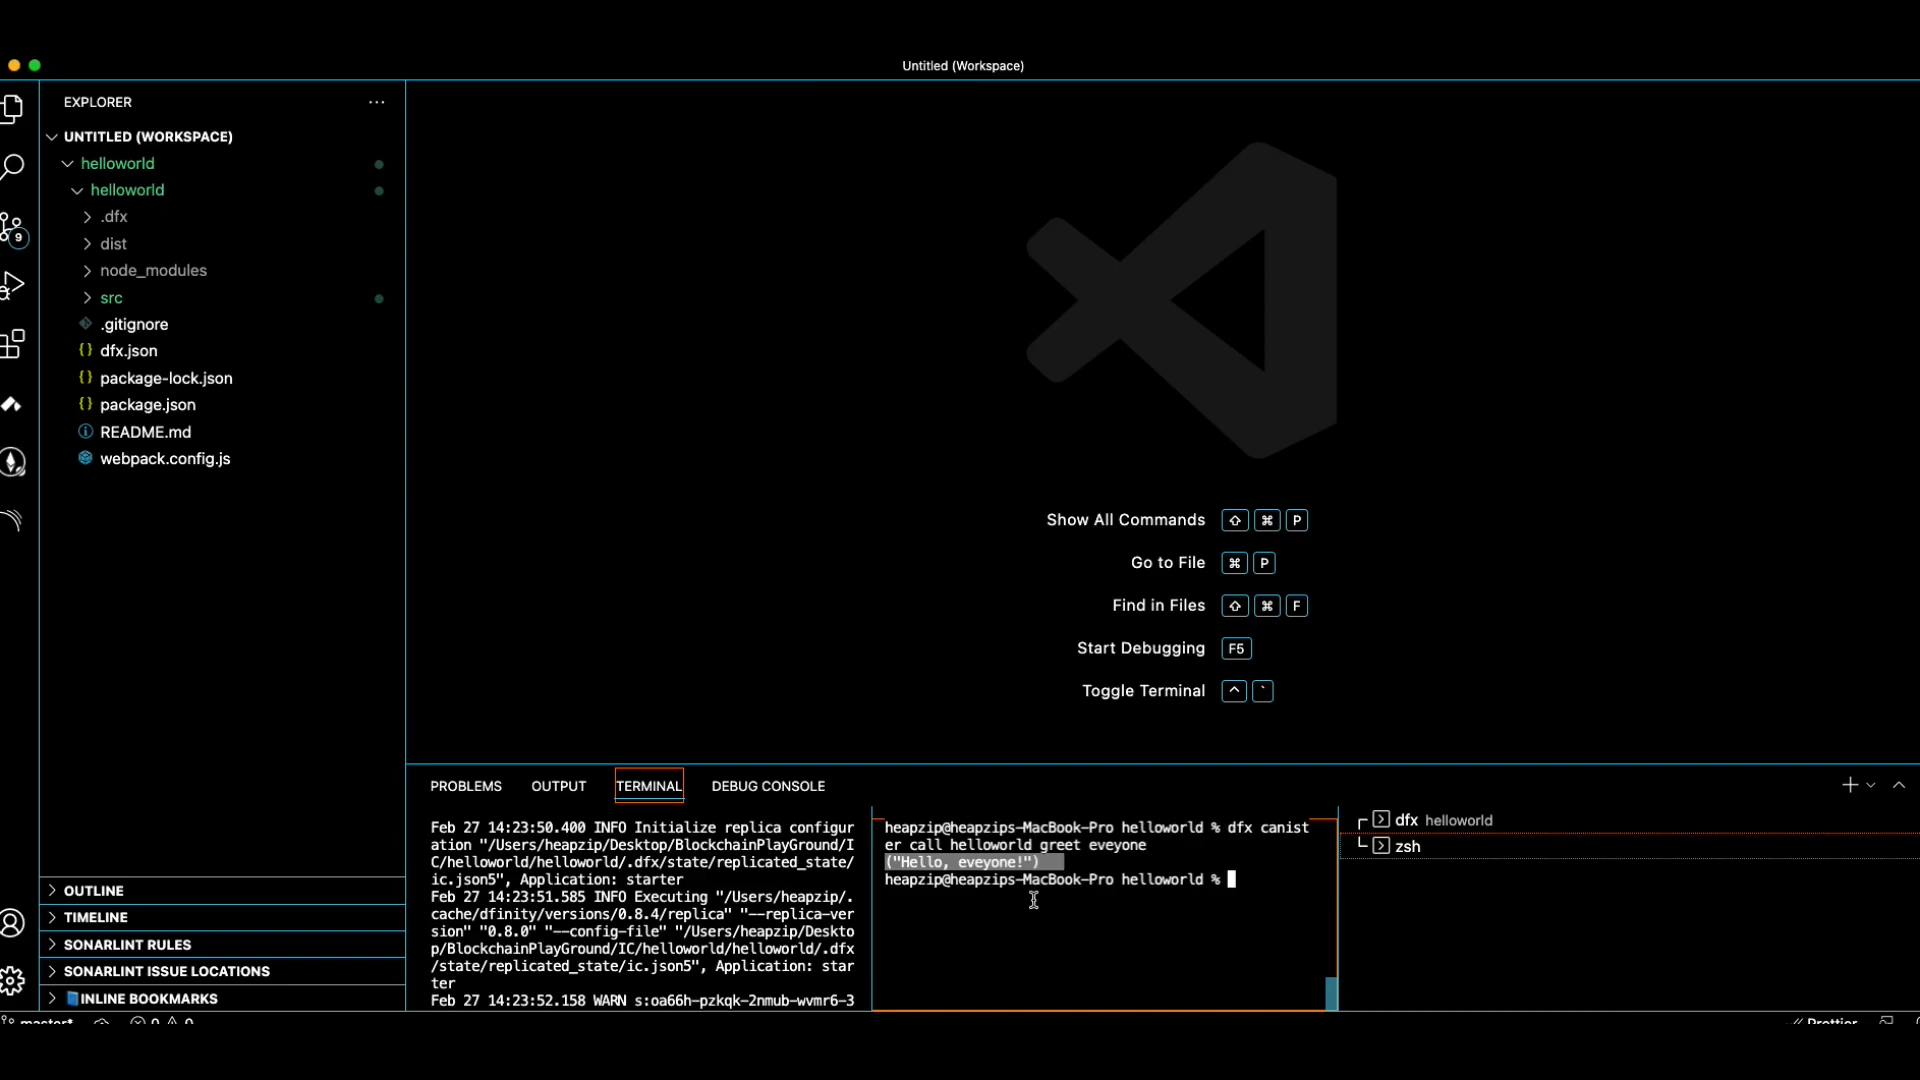 Untitled (Workspace)
EXPLORER
UNTITLED (WORKSPACE)
helloworld
helloworld
.dfx
dist
node_modules
src
.gitignore
dfx.json
package-lock.json
package.json
README.md
webpack.config.js
9
OUTLINE
TIMELINE
SONARLINT RULES
SONARLINT ISSUE LOCATIONS
INLINE BOOKMARKS
Show All Commands ⇧ ⌘ P
Go to File ⌘ P
Find in Files ⇧ ⌘ F
Start Debugging F5
Toggle Terminal ^ `
PROBLEMS OUTPUT TERMINAL DEBUG CONSOLE
Feb 27 14:23:50.400 INFO Initialize replica configur
ation "/Users/heapzip/Desktop/BlockchainPlayGround/I
C/helloworld/helloworld/.dfx/state/replicated_state/
ic.json5", Application: starter
Feb 27 14:23:51.585 INFO Executing "/Users/heapzip/.
cache/dfinity/versions/0.8.4/replica" "--replica-ver
sion" "0.8.0" "--config-file" "/Users/heapzip/Deskto
p/BlockchainPlayGround/IC/helloworld/helloworld/.dfx
/state/replicated_state/ic.json5", Application: star
ter
Feb 27 14:23:52.158 WARN s:oa66h-pzkqk-2nmub-wvmr6-3
heapzip@heapzips-MacBook-Pro helloworld % dfx canist
er call helloworld greet eveyone
("Hello, eveyone!")
heapzip@heapzips-MacBook-Pro helloworld %
dfx helloworld
zsh
master*
0 0
Prettier